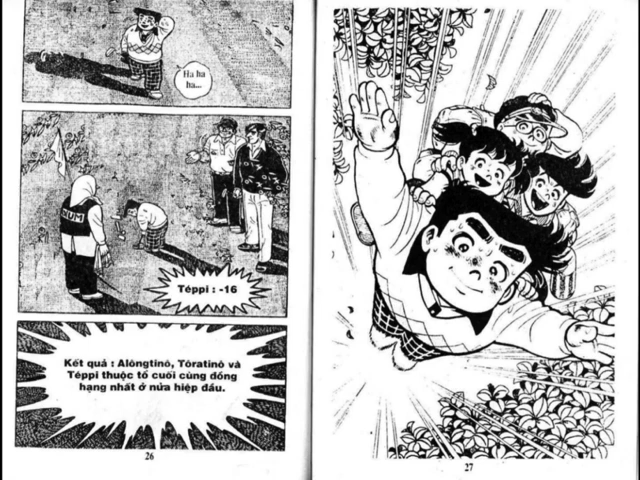 Ha ha
ha...
NUM
Téppi : -16
Kết quả : Alôngtinô, Tôratinô và
Téppi thuộc tổ cuối cùng đồng
hạng nhất ở nửa hiệp đầu.
26
27